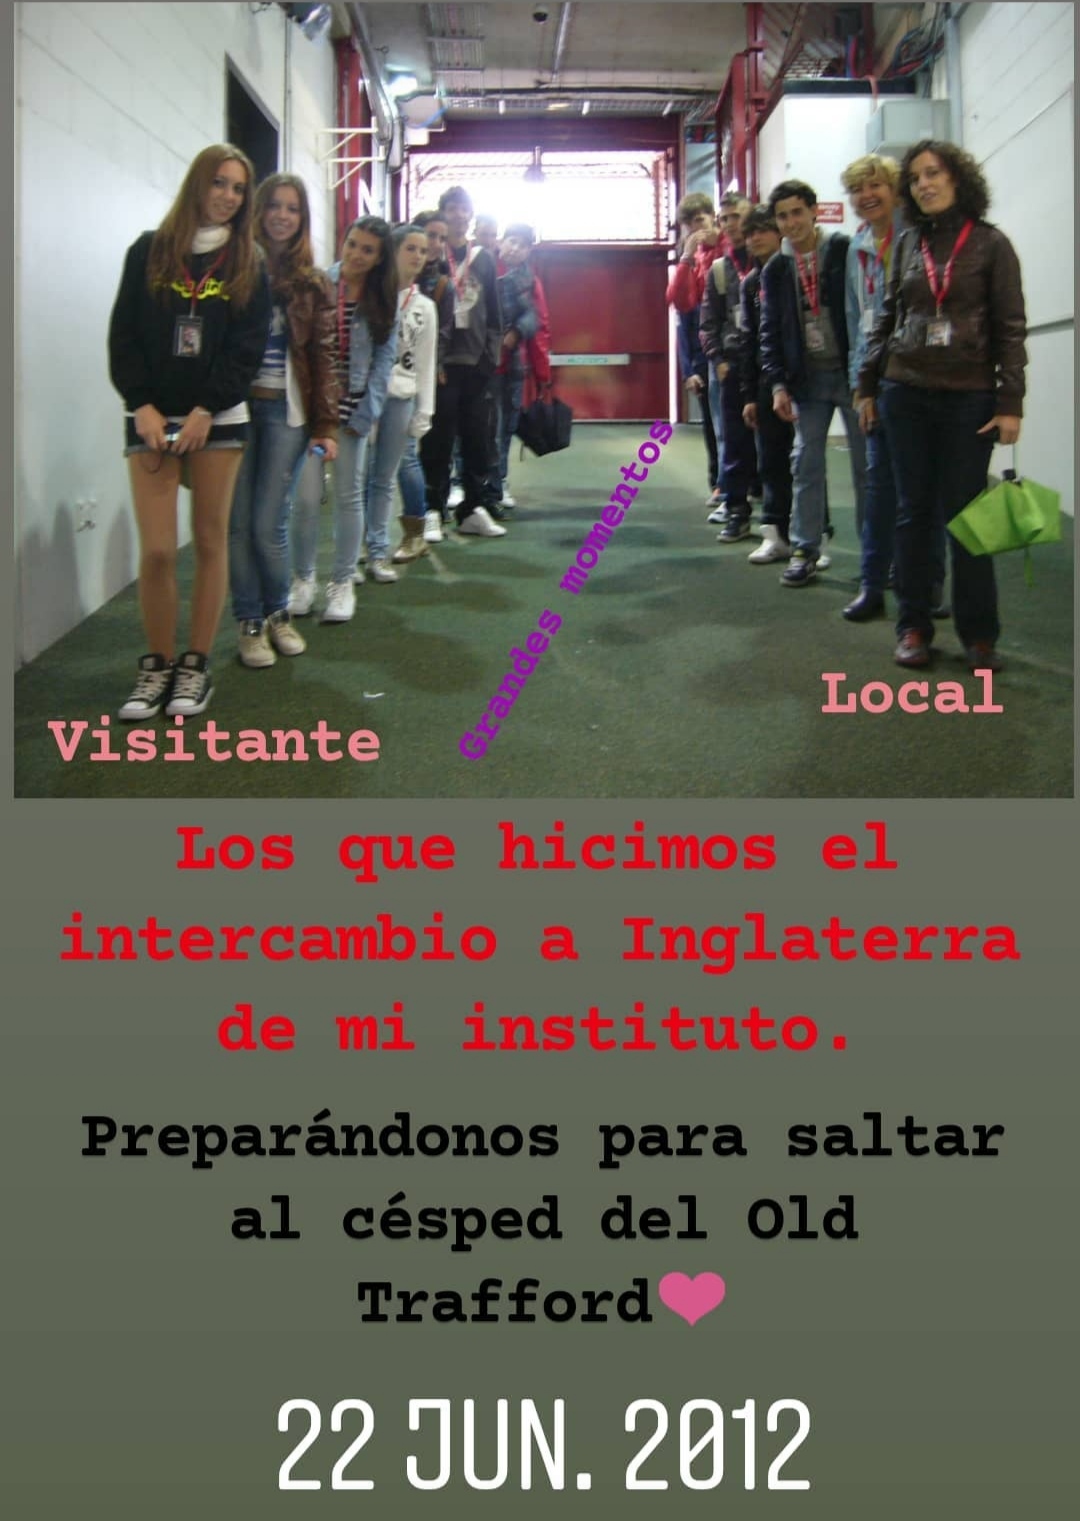 Grandes momentos
Local
Visitante
Los que hicimos el
intercambio a Inglaterra
de mi instituto.
Preparándonos para saltar
al césped del Old
Trafford❤
22 JUN. 2012